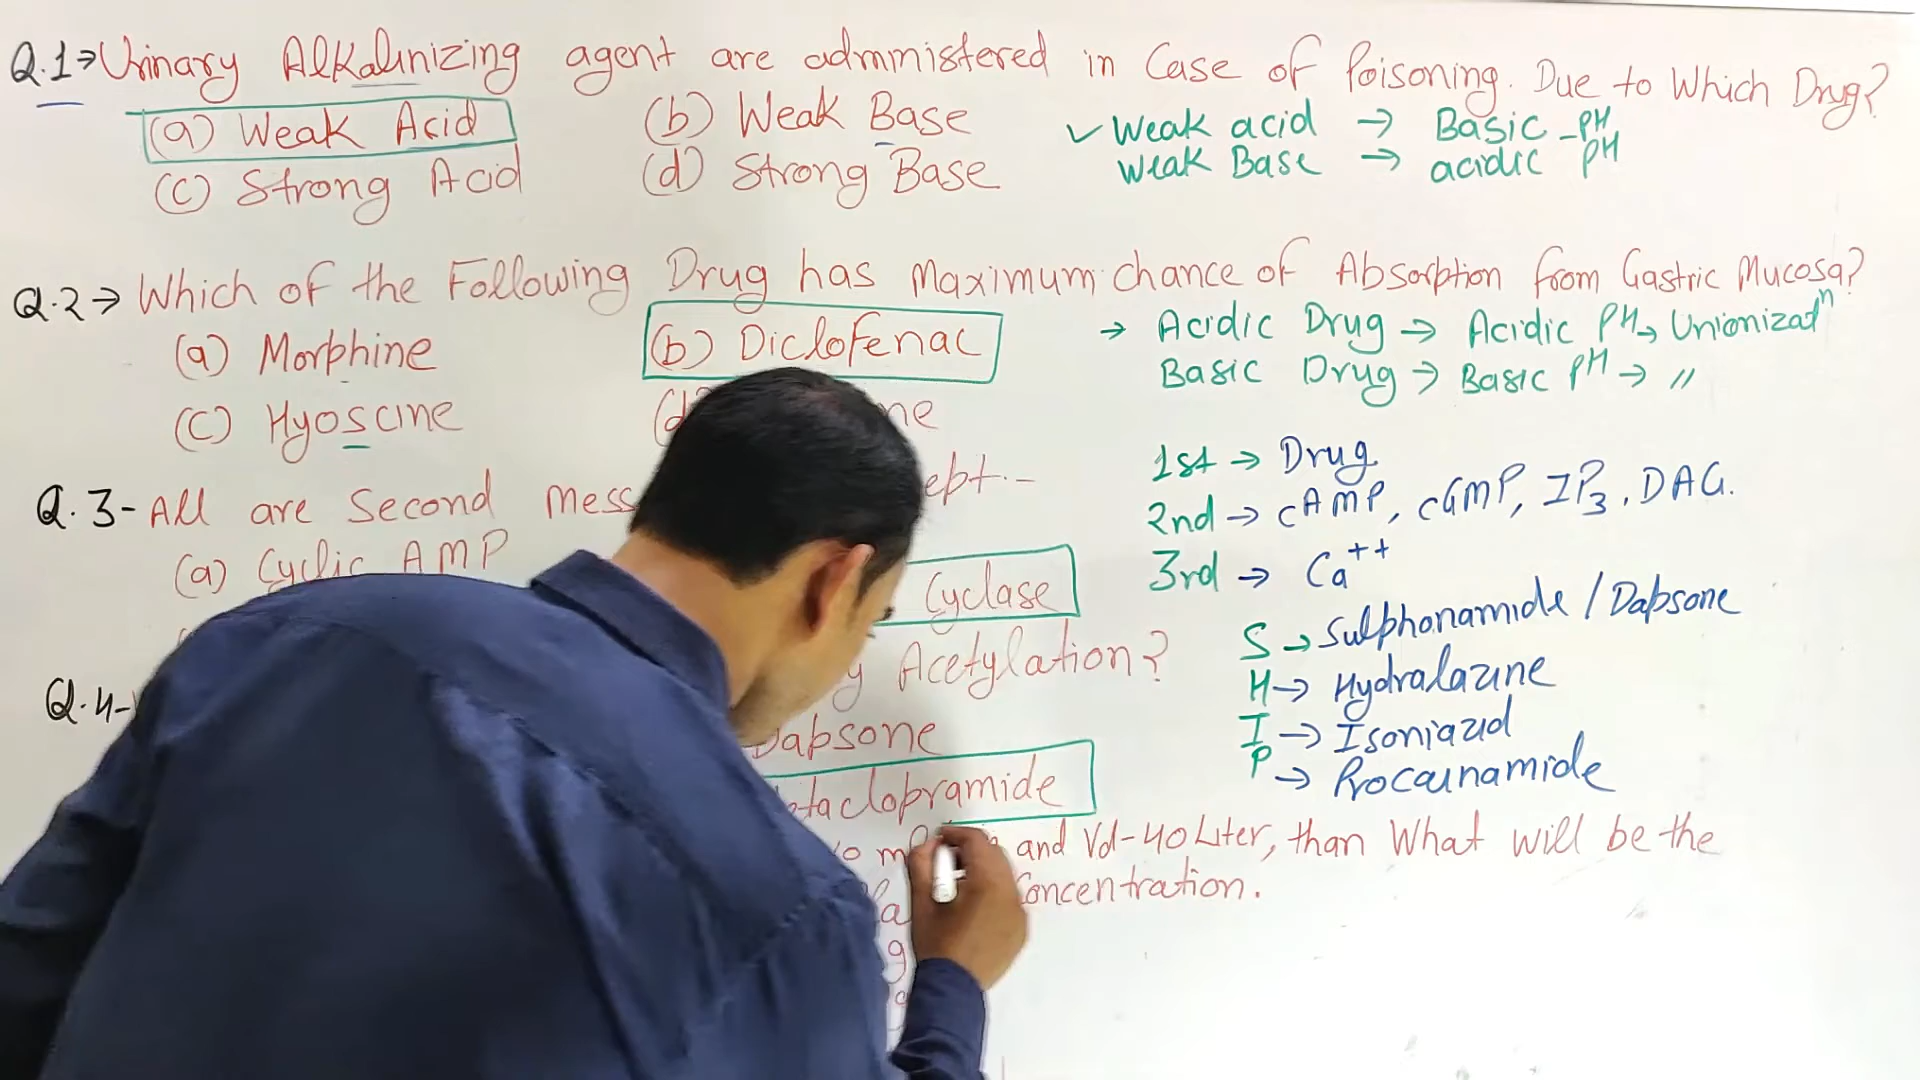 Q.1→ Urinary Alkalinizing agent are administered in Case of Poisoning. Due to Which Drug?
(a) Weak Acid (b) Weak Base
(c) Strong Acid (d) Strong Base
✓ Weak acid → Basic -PH
Weak Base → acidic PH
Q.2→ Which of the Following Drug has Maximum chance of Absorption from Gastric Mucosa?
(a) Morphine (b) Diclofenac
(c) Hyoscine (d)
→ Acidic Drug → Acidic PH → Unionizatⁿ
Basic Drug → Basic PH → 〃
1st → Drug
2nd → cAMP, cGMP, IP3, DAG.
3rd → Ca++
Q.3- All are Second
(a) Cyclic AMP Cyclase
Q.4- Acetylation?
Dapsone
S → Sulphonamide / Dapsone
H → Hydralazine
I → Isoniazid
P → Procainamide
and Vd-40 Liter, than What will be the
Concentration.